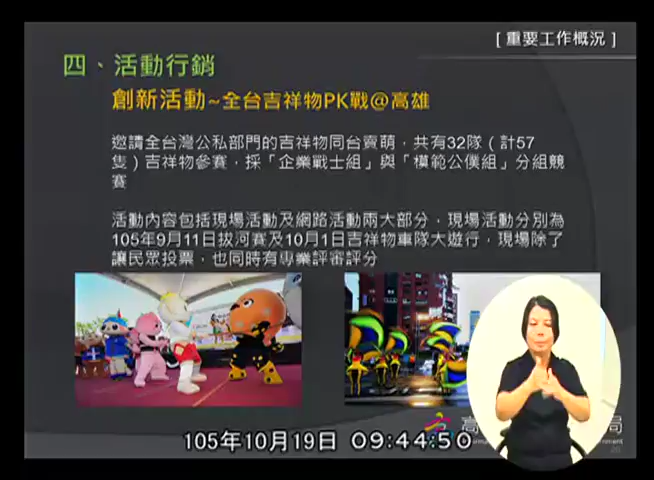 [ 重要工作概況 ]
四、活動行銷
創新活動~全台吉祥物PK戰@高雄
邀請全台灣公私部門的吉祥物同台賣萌，共有32隊（計57
隻）吉祥物參賽，採「企業戰士組」與「模範公僕組」分組競
賽
活動內容包括現場活動及網路活動兩大部分，現場活動分別為
105年9月11日拔河賽及10月1日吉祥物車隊大遊行，現場除了
讓民眾投票，也同時有專業評審評分
高
局
105年10月19日 09:44:50